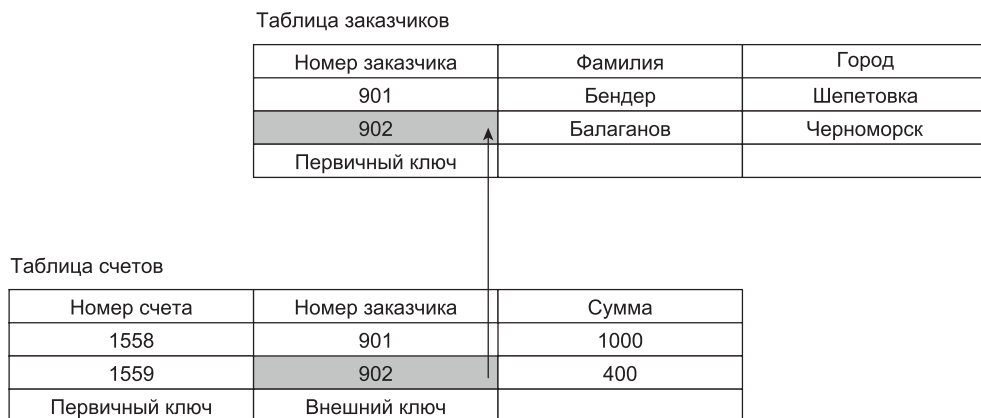 Таблица заказчиков
Номер заказчика Фамилия Город
901 Бендер Шепетовка
902 Балаганов Черноморск
Первичный ключ
Таблица счетов
Номер счета Номер заказчика Сумма
1558 901 1000
1559 902 400
Первичный ключ Внешний ключ